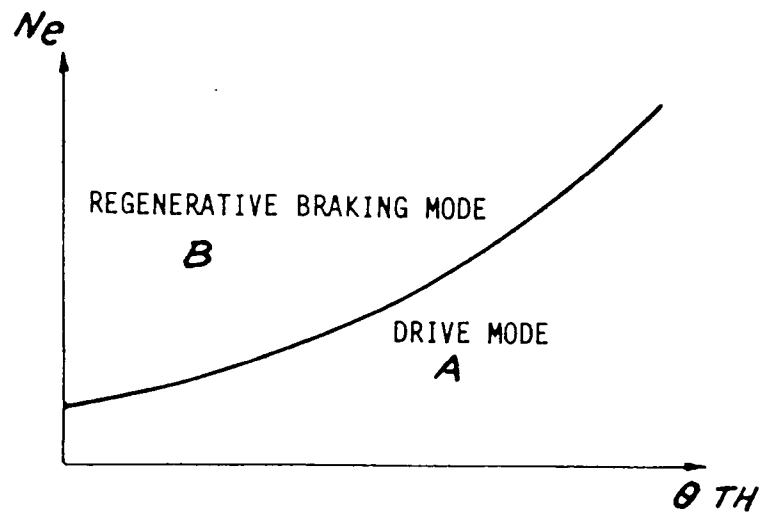 Ne
REGENERATIVE BRAKING MODE
B
DRIVE MODE
A
θ TH